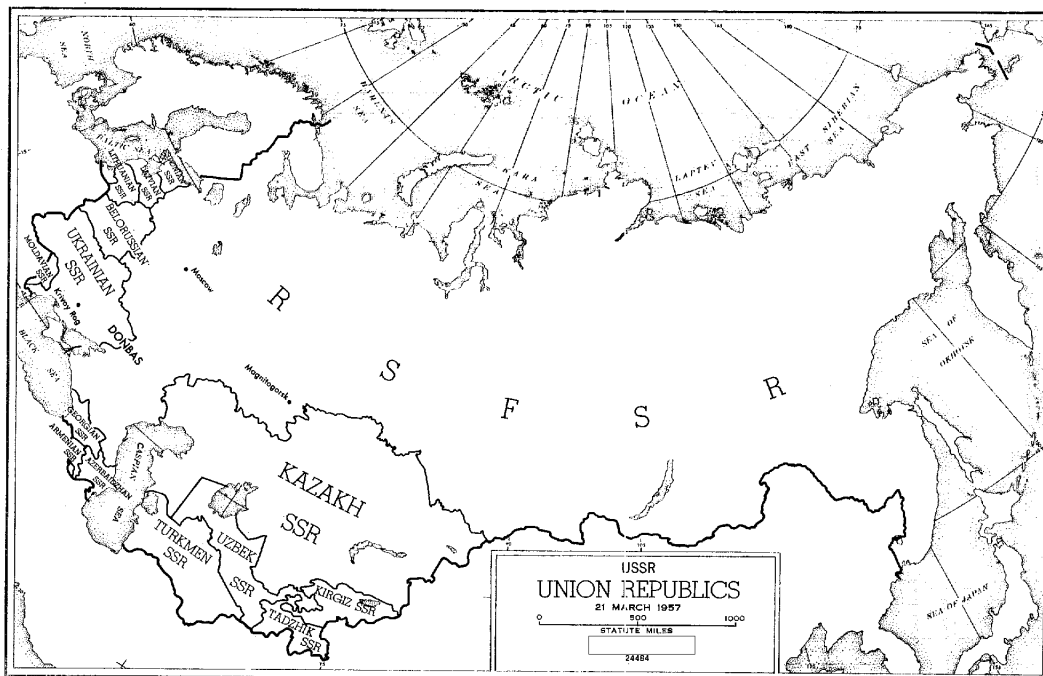 NORTH
SEA
BARENTS
SEA
ARCTIC OCEAN
KARA
SEA
LAPTEV
SEA
EAST SIBERIAN
SEA
BALTIC SEA
ESTONIAN
SSR
LATVIAN
SSR
LITHUANIAN
SSR
BELORUSSIAN
SSR
UKRAINIAN
SSR
MOLDAVIAN
SSR
Krivoy Rog
DONBAS
Moscow
Magnitogorsk
R S F S R
BLACK
SEA
SEA OF
OKHOTSK
GEORGIAN
SSR
ARMENIAN
SSR
AZERBAIDZHAN
SSR
CASPIAN
SEA
KAZAKH
SSR
TURKMEN
SSR
UZBEK
SSR
KIRGIZ SSR
TADZHIK
SSR
SEA OF JAPAN
USSR
UNION REPUBLICS
21 MARCH 1957
0 500 1000
STATUTE MILES
24484